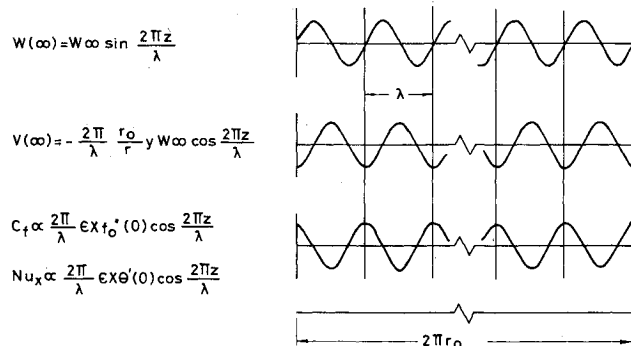 W(∞)=W∞ sin 2πz/λ
λ
V(∞)=- 2π/λ r₀/r y W∞ cos 2πz/λ
C_f ∝ 2π/λ εx f₀″(0) cos 2πz/λ
Nu_x ∝ 2π/λ εxθ′(0) cos 2πz/λ
2πr₀